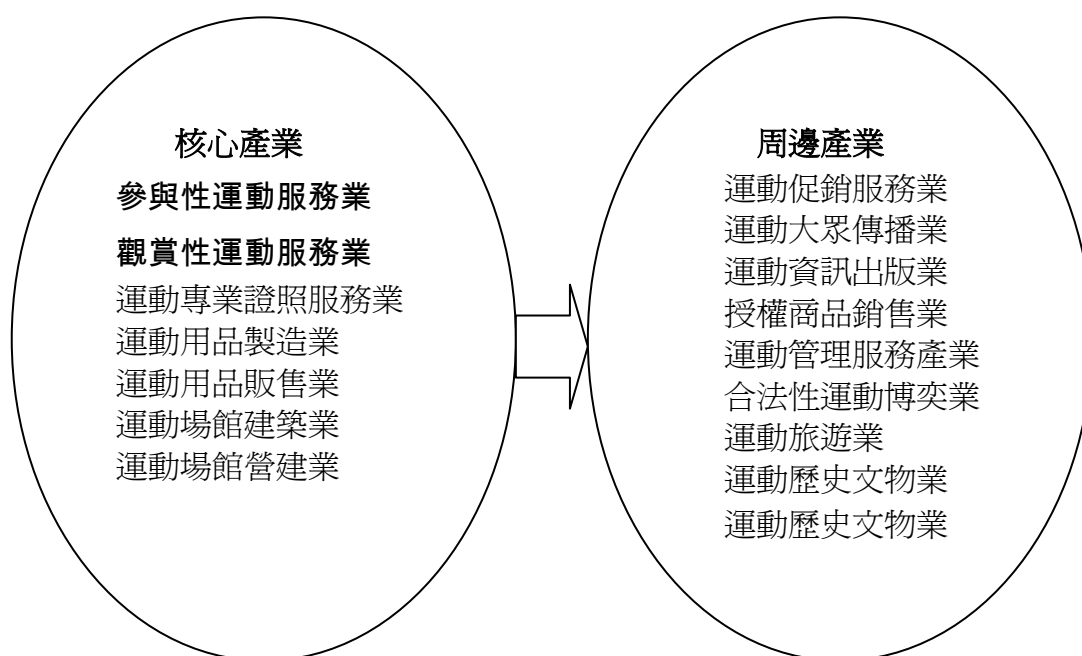 核心產業
參與性運動服務業
觀賞性運動服務業
運動專業證照服務業
運動用品製造業
運動用品販售業
運動場館建築業
運動場館營建業
周邊產業
運動促銷服務業
運動大眾傳播業
運動資訊出版業
授權商品銷售業
運動管理服務產業
合法性運動博奕業
運動旅遊業
運動歷史文物業
運動歷史文物業